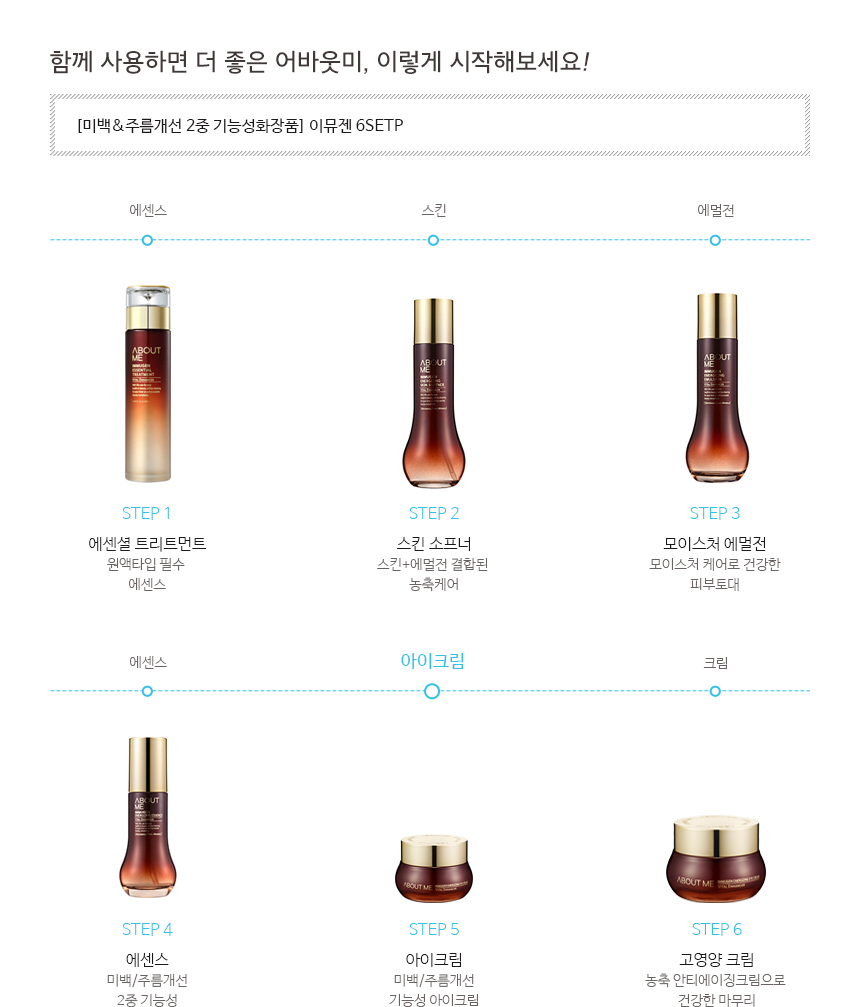 함께 사용하면 더 좋은 어바웃미, 이렇게 시작해보세요!
[미백&주름개선 2중 기능성화장품] 이뮤젠 6SETP
에센스
스킨
에멀전
ABOUT
ME
IMMUGEN
ESSENTIAL
TREATMENT
ABOUT
ME
ABOUT
ME
STEP 1
STEP 2
STEP 3
에센셜 트리트먼트
스킨 소프너
모이스처 에멀전
원액타입 필수
스킨+에멀전 결합된
모이스처 케어로 건강한
에센스
농축케어
피부토대
에센스
아이크림
크림
ABOUT
ME
ABOUT ME
ABOUT ME
STEP 4
STEP 5
STEP 6
에센스
아이크림
고영양 크림
미백/주름개선
미백/주름개선
농축 안티에이징크림으로
2중 기능성
기능성 아이크림
건강한 마무리